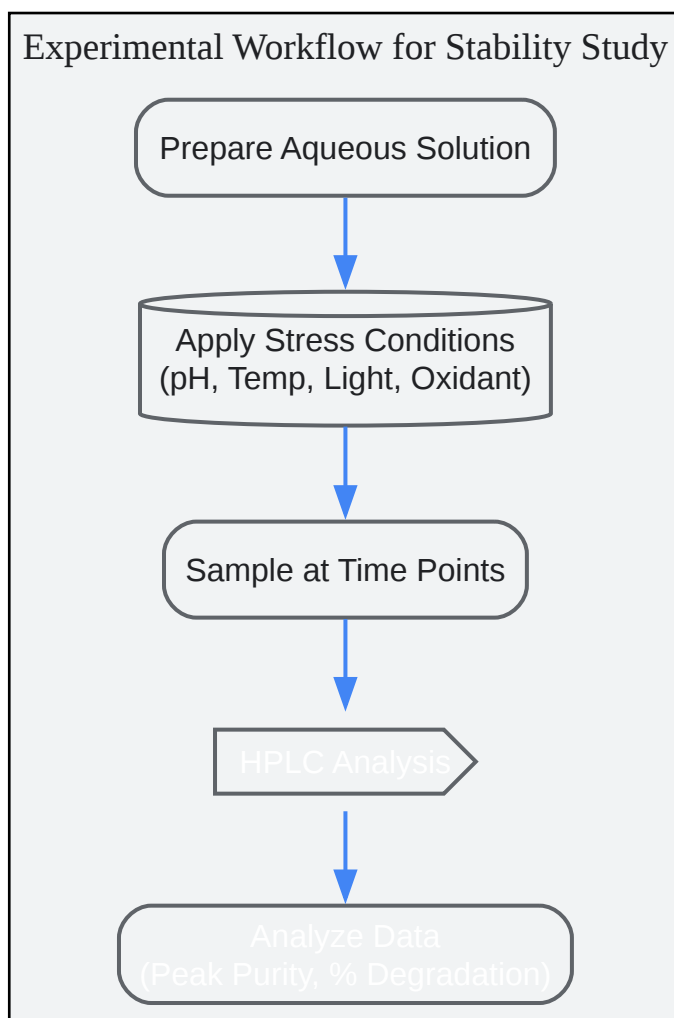 Experimental Workflow for Stability Study
Prepare Aqueous Solution
Apply Stress Conditions
(pH, Temp, Light, Oxidant)
Sample at Time Points
HPLC Analysis
Analyze Data
(Peak Purity, % Degradation)